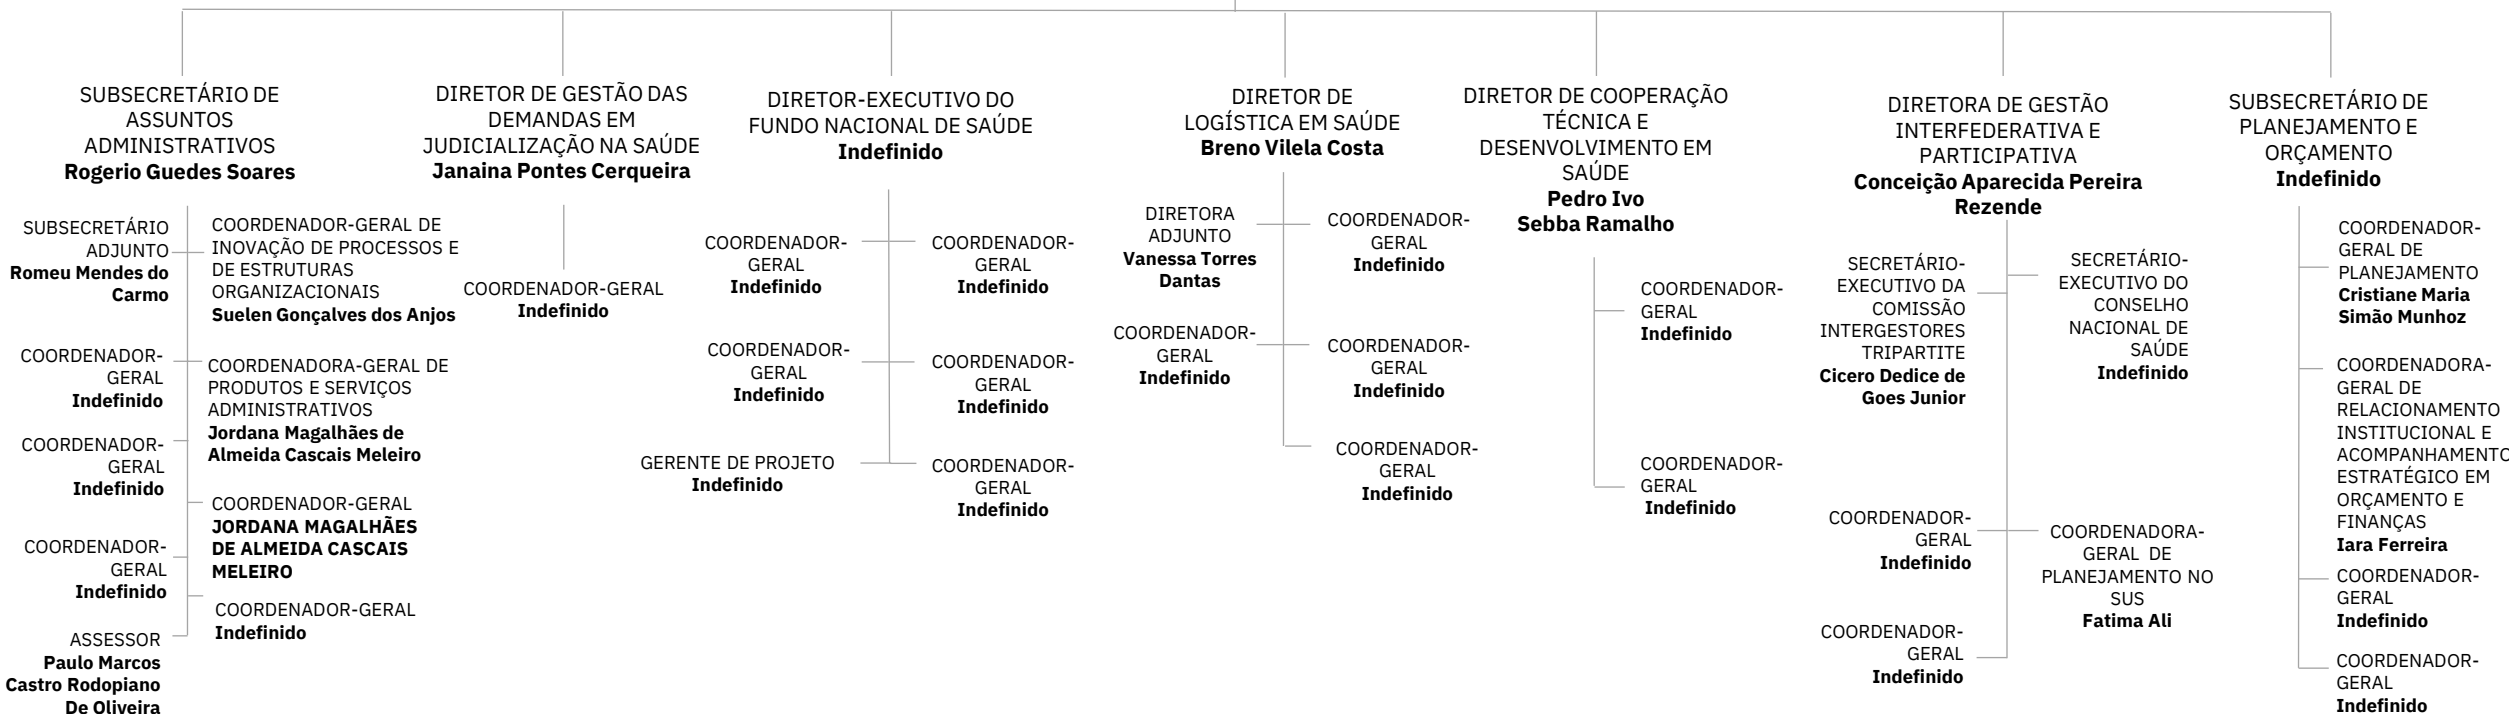 SUBSECRETÁRIO DE
ASSUNTOS
ADMINISTRATIVOS
Rogerio Guedes Soares
SUBSECRETÁRIO
ADJUNTO
Romeu Mendes do
Carmo
COORDENADOR-GERAL DE
INOVAÇÃO DE PROCESSOS E
DE ESTRUTURAS
ORGANIZACIONAIS
Suelen Gonçalves dos Anjos
COORDENADOR-
GERAL
Indefinido
COORDENADORA-GERAL DE
PRODUTOS E SERVIÇOS
ADMINISTRATIVOS
Jordana Magalhães de
Almeida Cascais Meleiro
COORDENADOR-
GERAL
Indefinido
COORDENADOR-GERAL
JORDANA MAGALHÃES
DE ALMEIDA CASCAIS
MELEIRO
COORDENADOR-
GERAL
Indefinido
COORDENADOR-GERAL
Indefinido
ASSESSOR
Paulo Marcos
Castro Rodopiano
De Oliveira
DIRETOR DE GESTÃO DAS
DEMANDAS EM
JUDICIALIZAÇÃO NA SAÚDE
Janaina Pontes Cerqueira
COORDENADOR-GERAL
Indefinido
DIRETOR-EXECUTIVO DO
FUNDO NACIONAL DE SAÚDE
Indefinido
COORDENADOR-
GERAL
Indefinido
COORDENADOR-
GERAL
Indefinido
COORDENADOR-
GERAL
Indefinido
COORDENADOR-
GERAL
Indefinido
GERENTE DE PROJETO
Indefinido
COORDENADOR-
GERAL
Indefinido
DIRETOR DE
LOGÍSTICA EM SAÚDE
Breno Vilela Costa
DIRETORA
ADJUNTO
Vanessa Torres
Dantas
COORDENADOR-
GERAL
Indefinido
COORDENADOR-
GERAL
Indefinido
COORDENADOR-
GERAL
Indefinido
COORDENADOR-
GERAL
Indefinido
DIRETOR DE COOPERAÇÃO
TÉCNICA E
DESENVOLVIMENTO EM
SAÚDE
Pedro Ivo
Sebba Ramalho
COORDENADOR-
GERAL
Indefinido
COORDENADOR-
GERAL
Indefinido
DIRETORA DE GESTÃO
INTERFEDERATIVA E
PARTICIPATIVA
Conceição Aparecida Pereira
Rezende
SECRETÁRIO-
EXECUTIVO DA
COMISSÃO
INTERGESTORES
TRIPARTITE
Cicero Dedice de
Goes Junior
SECRETÁRIO-
EXECUTIVO DO
CONSELHO
NACIONAL DE
SAÚDE
Indefinido
COORDENADOR-
GERAL
Indefinido
COORDENADORA-
GERAL DE
PLANEJAMENTO NO
SUS
Fatima Ali
COORDENADOR-
GERAL
Indefinido
SUBSECRETÁRIO DE
PLANEJAMENTO E
ORÇAMENTO
Indefinido
COORDENADOR-
GERAL DE
PLANEJAMENTO
Cristiane Maria
Simão Munhoz
COORDENADORA-
GERAL DE
RELACIONAMENTO
INSTITUCIONAL E
ACOMPANHAMENTO
ESTRATÉGICO EM
ORÇAMENTO E
FINANÇAS
Iara Ferreira
COORDENADOR-
GERAL
Indefinido
COORDENADOR-
GERAL
Indefinido